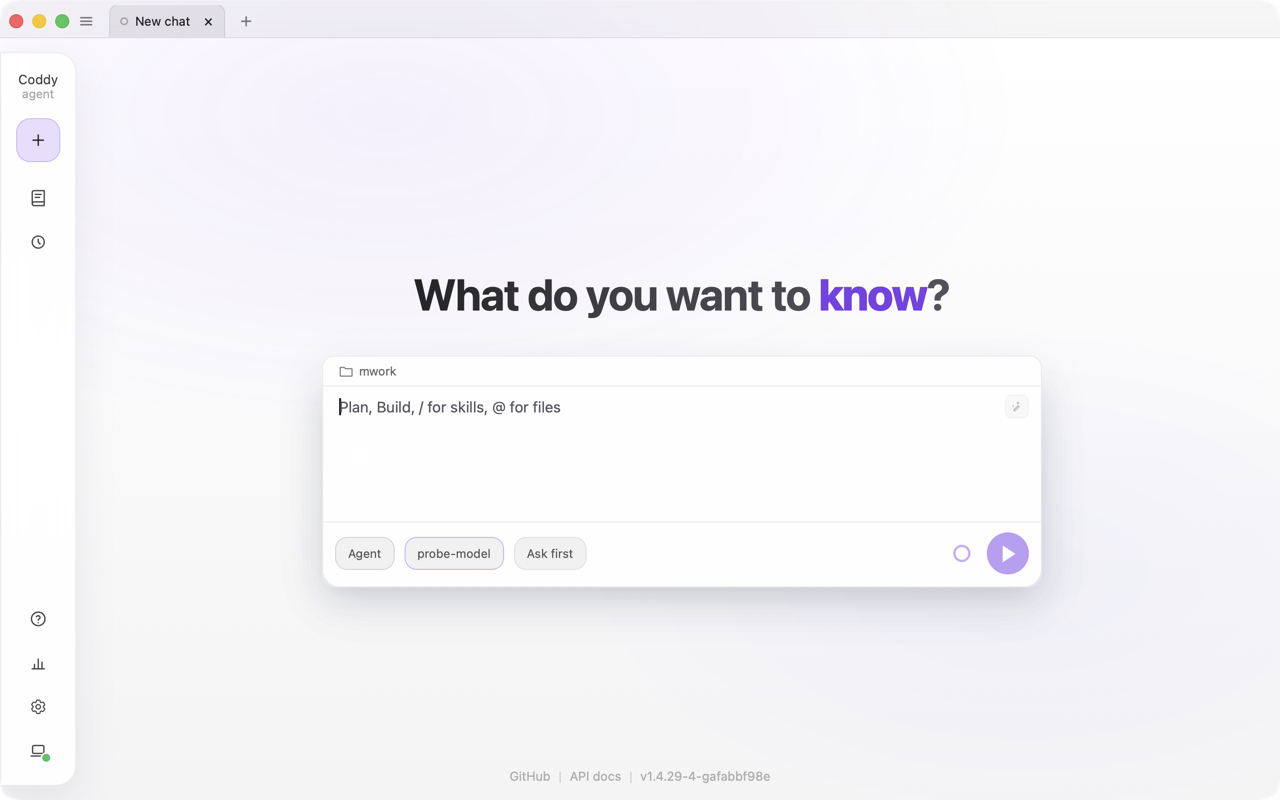 New chat
Coddy
agent
What do you want to know?
mwork
Plan, Build, / for skills, @ for files
Agent
probe-model
Ask first
GitHub | API docs | v1.4.29-4-gafabbf98e